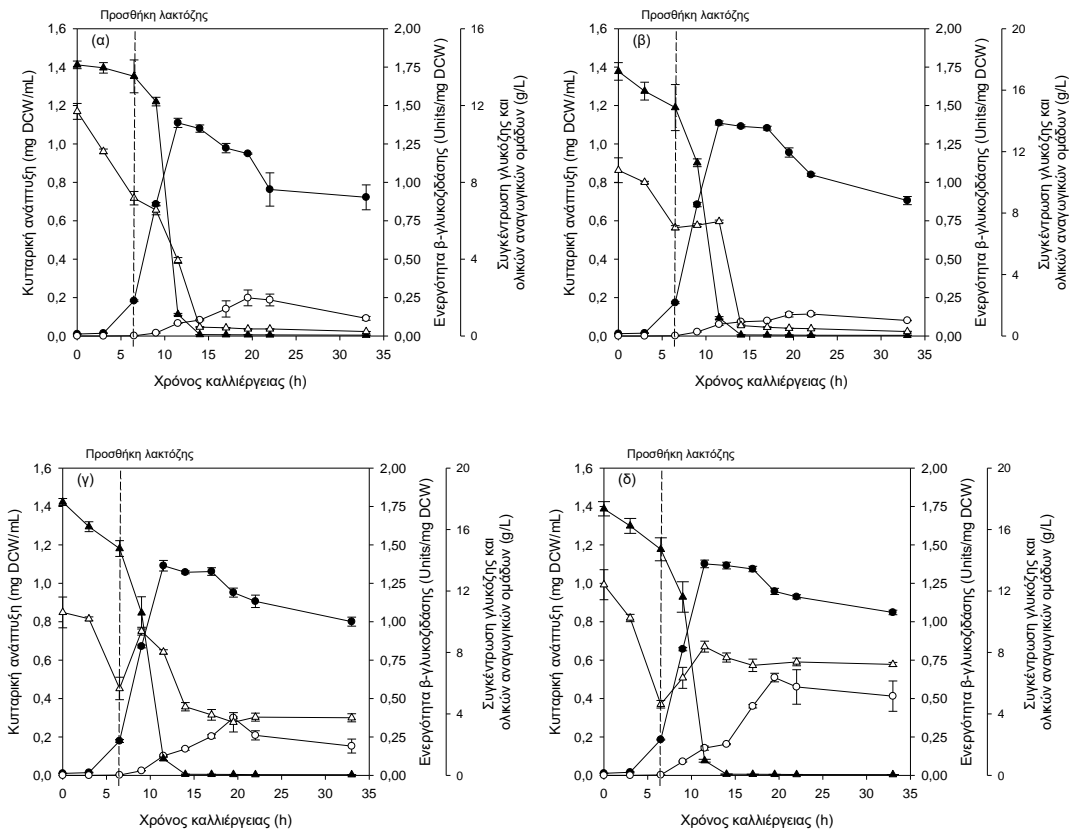 Προσθήκη λακτόζης
(α)
1,6
1,4
1,2
1,0
0,8
0,6
0,4
0,2
0,0
Κυτταρική ανάπτυξη (mg DCW/mL)
0 5 10 15 20 25 30 35
Χρόνος καλλιέργειας (h)
2,00
1,75
1,50
1,25
1,00
0,75
0,50
0,25
0,00
Ενεργότητα β-γλυκοζιδάσης (Units/mg DCW)
16
12
8
4
0
Συγκέντρωση γλυκόζης και
ολικών αναγωγικών ομάδων (g/L)
Προσθήκη λακτόζης
(β)
1,6
1,4
1,2
1,0
0,8
0,6
0,4
0,2
0,0
Κυτταρική ανάπτυξη (mg DCW/mL)
0 5 10 15 20 25 30 35
Χρόνος καλλιέργειας (h)
2,00
1,75
1,50
1,25
1,00
0,75
0,50
0,25
0,00
Ενεργότητα β-γλυκοζιδάσης (Units/mg DCW)
20
16
12
8
4
0
Συγκέντρωση γλυκόζης και
ολικών αναγωγικών ομάδων (g/L)
Προσθήκη λακτόζης
(γ)
1,6
1,4
1,2
1,0
0,8
0,6
0,4
0,2
0,0
Κυτταρική ανάπτυξη (mg DCW/mL)
0 5 10 15 20 25 30 35
Χρόνος καλλιέργειας (h)
2,00
1,75
1,50
1,25
1,00
0,75
0,50
0,25
0,00
Ενεργότητα β-γλυκοζιδάσης (Units/mg DCW)
20
16
12
8
4
0
Συγκέντρωση γλυκόζης και
ολικών αναγωγικών ομάδων (g/L)
Προσθήκη λακτόζης
(δ)
1,6
1,4
1,2
1,0
0,8
0,6
0,4
0,2
0,0
Κυτταρική ανάπτυξη (mg DCW/mL)
0 5 10 15 20 25 30 35
Χρόνος καλλιέργειας (h)
2,00
1,75
1,50
1,25
1,00
0,75
0,50
0,25
0,00
Ενεργότητα β-γλυκοζιδάσης (Units/mg DCW)
20
16
12
8
4
0
Συγκέντρωση γλυκόζης και
ολικών αναγωγικών ομάδων (g/L)